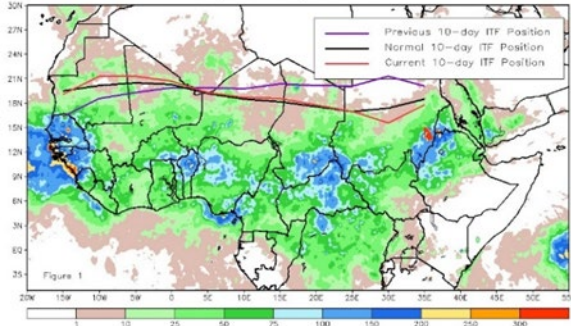 Previous 10-day ITF Position
Normal 10-day ITF Position
Current 10-day ITF Position
30N
27N
24N
21N
18N
15N
12N
9N
6N
3N
EQ
3S
Figure 1
20W 15W 10W 5W 0 5E 10E 15E 20E 25E 30E 35E 40E 45E 50E 55E
1 10 25 50 75 100 150 200 250 300